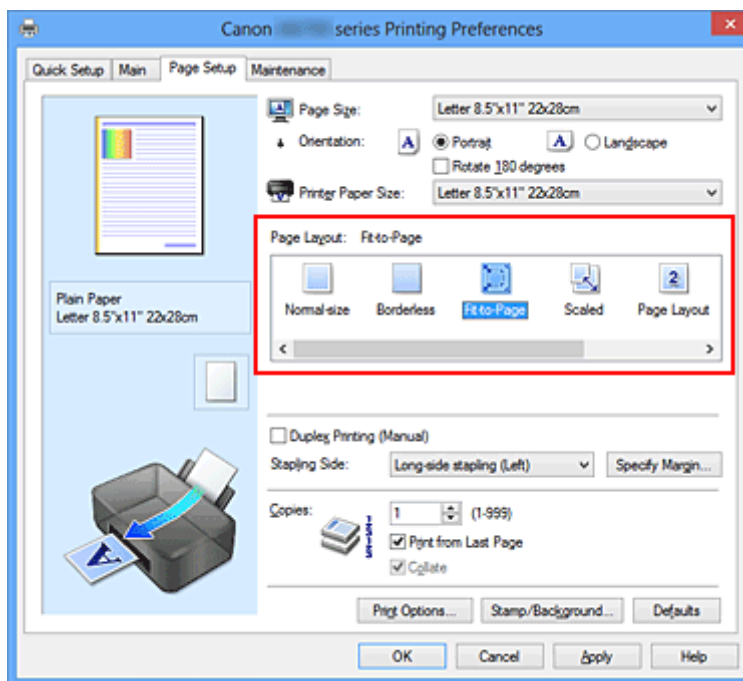 Canon series Printing Preferences
Quick Setup Main Page Setup Maintenance
Page Size: Letter 8.5"x11" 22x28cm
Orientation: A Portrait A Landscape
Rotate 180 degrees
Printer Paper Size: Letter 8.5"x11" 22x28cm
Page Layout: Fit-to-Page
Normal-size Borderless Fit-to-Page Scaled 2 Page Layout
Plain Paper
Letter 8.5"x11" 22x28cm
Duplex Printing (Manual)
Stapling Side: Long-side stapling (Left) Specify Margin...
Copies: 1 (1-999)
Print from Last Page
Collate
A
Print Options... Stamp/Background... Defaults
OK Cancel Apply Help